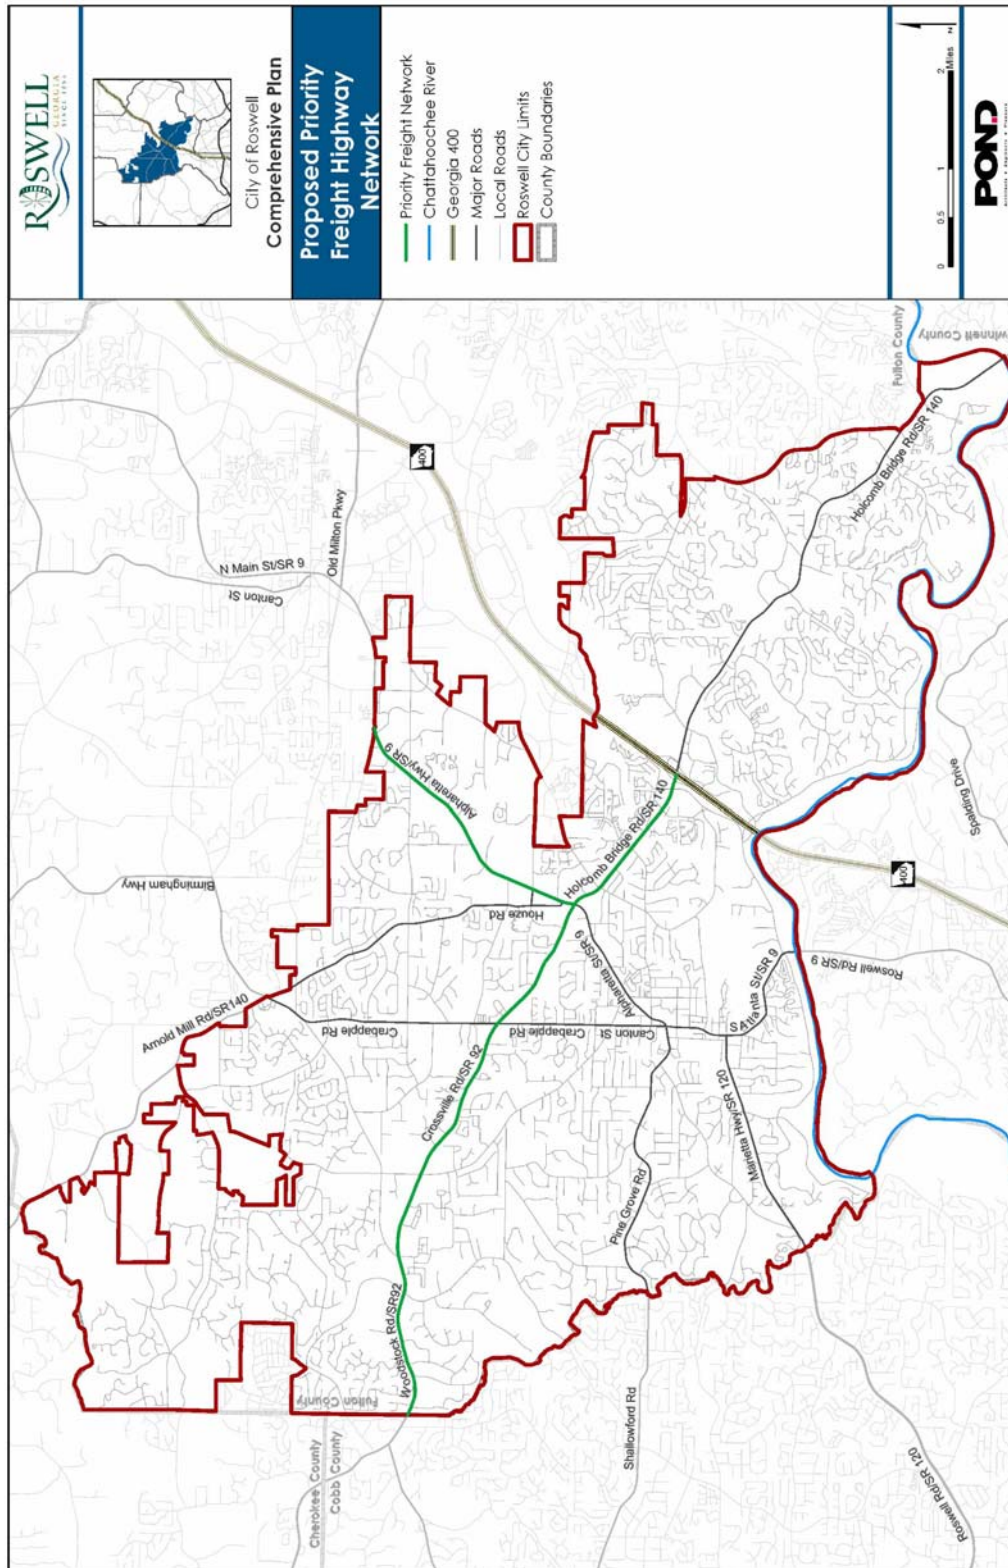 ROSWELL
GEORGIA
City of Roswell
Comprehensive Plan
Proposed Priority
Freight Highway
Network
Priority Freight Network
Chattahoochee River
Georgia 400
Major Roads
Local Roads
Roswell City Limits
County Boundaries
0 0.5 1 2 Miles
N
POND
Cherokee County
Cobb County
Fulton County
Woodstock Rd/SR92
Crossville Rd/SR 92
Arnold Mill Rd/SR140
Birmingham Hwy
Crabapple Rd
Crabapple Rd
Canton St
Houze Rd
Alpharetta Hwy/SR 9
Canton St
N Main St/SR 9
Old Milton Pkwy
400
Holcomb Bridge Rd/SR 140
Alpharetta St/SR 9
Pine Grove Rd
Shallowford Rd
Marietta Hwy/SR 120
S Atlanta St/SR 9
Roswell Rd/SR 120
Roswell Rd/SR 9
400
Spalding Drive
Holcomb Bridge Rd/SR 140
Fulton County
winnell County